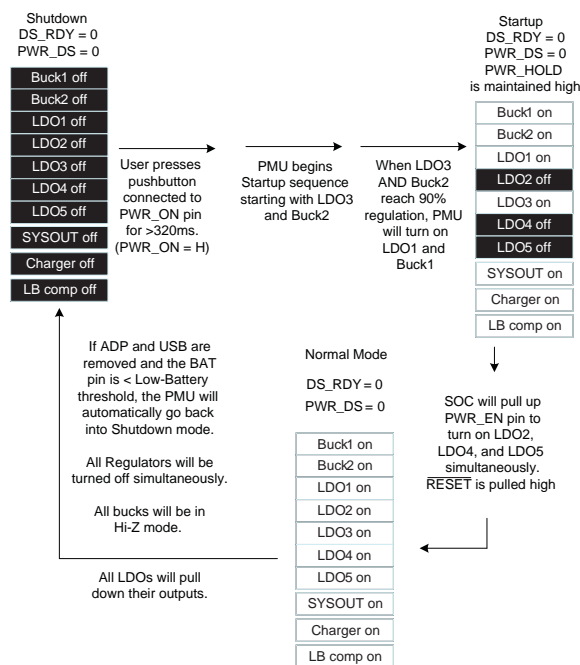 Shutdown
DS_RDY = 0
PWR_DS = 0
Buck1 off
Buck2 off
LDO1 off
LDO2 off
LDO3 off
LDO4 off
LDO5 off
SYSOUT off
Charger off
LB comp off
User presses
pushbutton
connected to
PWR_ON pin
for >320ms.
(PWR_ON = H)
PMU begins
Startup sequence
starting with LDO3
and Buck2
When LDO3
AND Buck2
reach 90%
regulation, PMU
will turn on
LDO1 and
Buck1
Startup
DS_RDY = 0
PWR_DS = 0
PWR_HOLD
is maintained high
Buck1 on
Buck2 on
LDO1 on
LDO2 off
LDO3 on
LDO4 off
LDO5 off
SYSOUT on
Charger on
LB comp on
SOC will pull up
PWR_EN pin to
turn on LDO2,
LDO4, and LDO5
simultaneously.
RESET is pulled high
Normal Mode
DS_RDY = 0
PWR_DS = 0
Buck1 on
Buck2 on
LDO1 on
LDO2 on
LDO3 on
LDO4 on
LDO5 on
SYSOUT on
Charger on
LB comp on
If ADP and USB are
removed and the BAT
pin is < Low-Battery
threshold, the PMU will
automatically go back
into Shutdown mode.
All Regulators will be
turned off simultaneously.
All bucks will be in
Hi-Z mode.
All LDOs will pull
down their outputs.